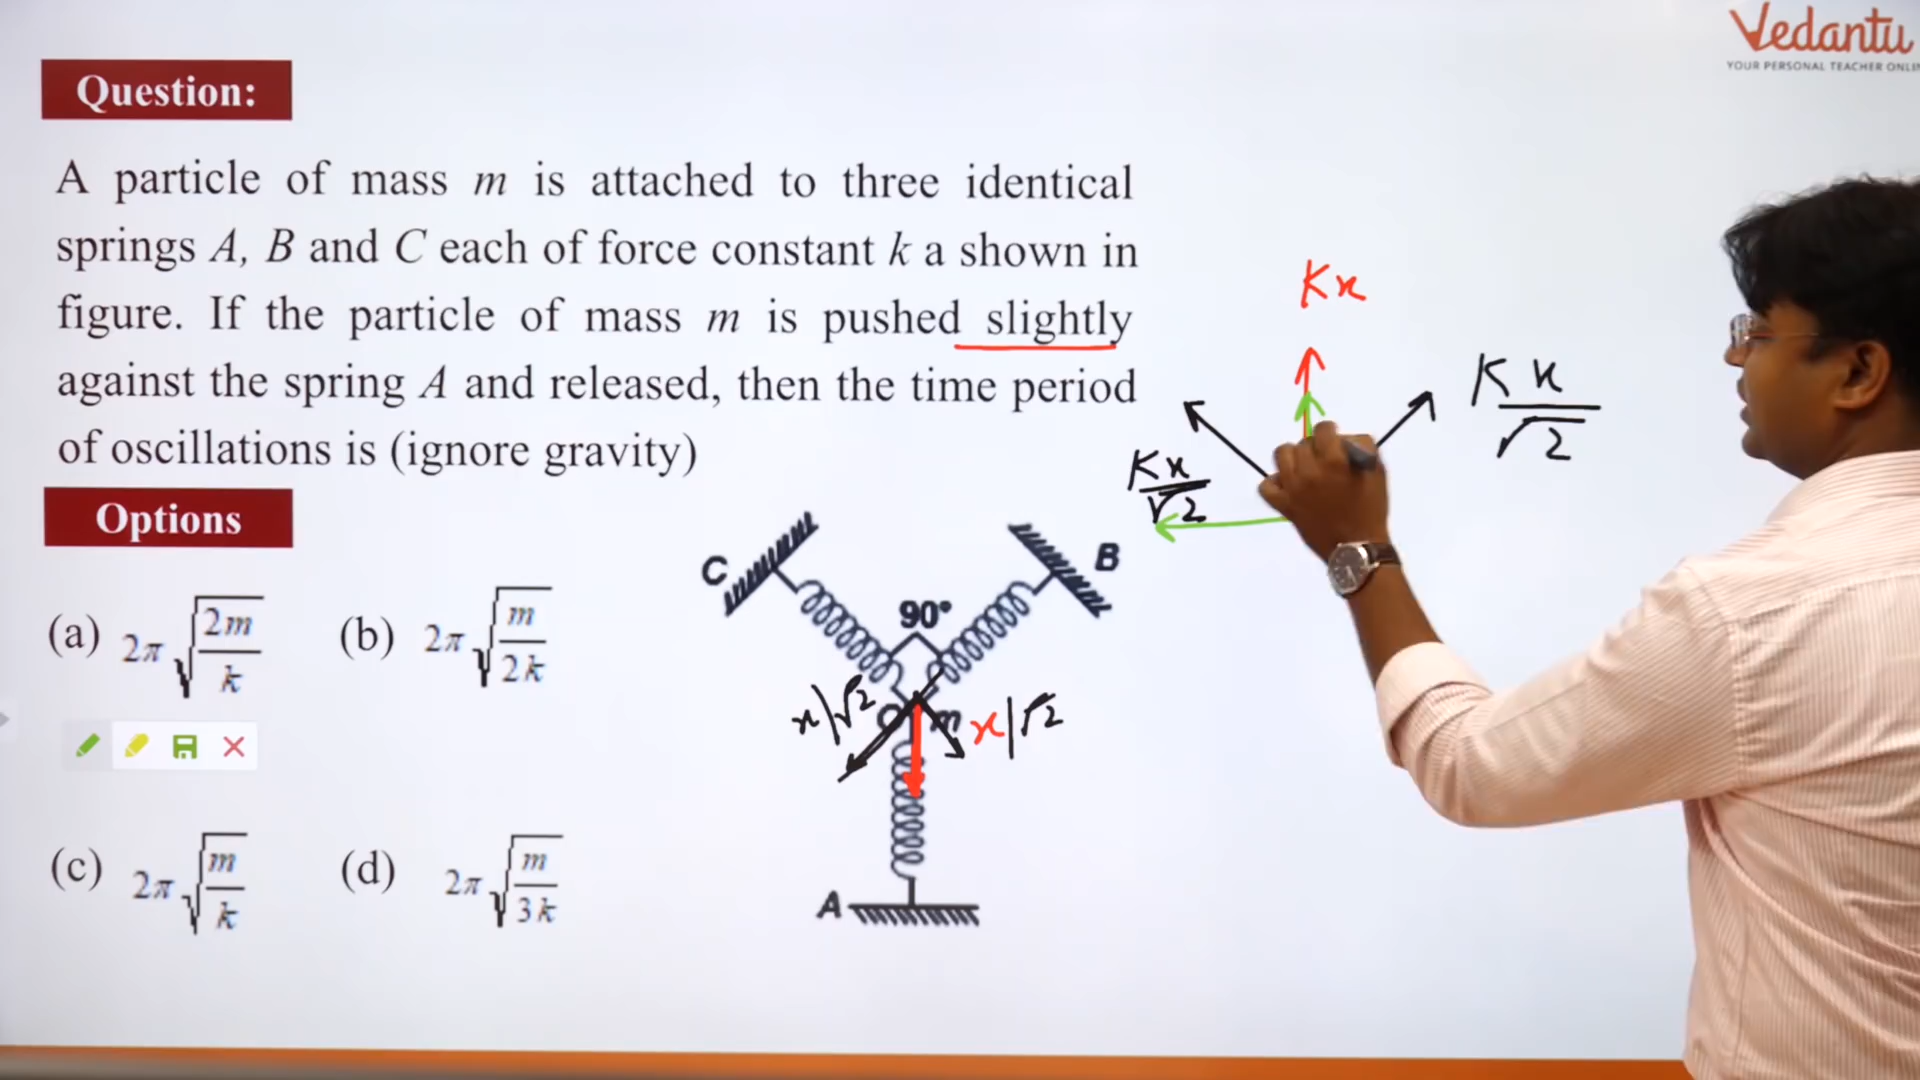 Vedantu
YOUR PERSONAL TEACHER ONLIN
Question:
A particle of mass m is attached to three identical
springs A, B and C each of force constant k a shown in
figure. If the particle of mass m is pushed slightly
against the spring A and released, then the time period
of oscillations is (ignore gravity)
Options
(a) 2π√(2m/k)
(b) 2π√(m/2k)
(c) 2π√(m/k)
(d) 2π√(m/3k)
C
B
90°
x/√2
O
m
x/√2
A
Kx
Kx/√2
Kx/√2